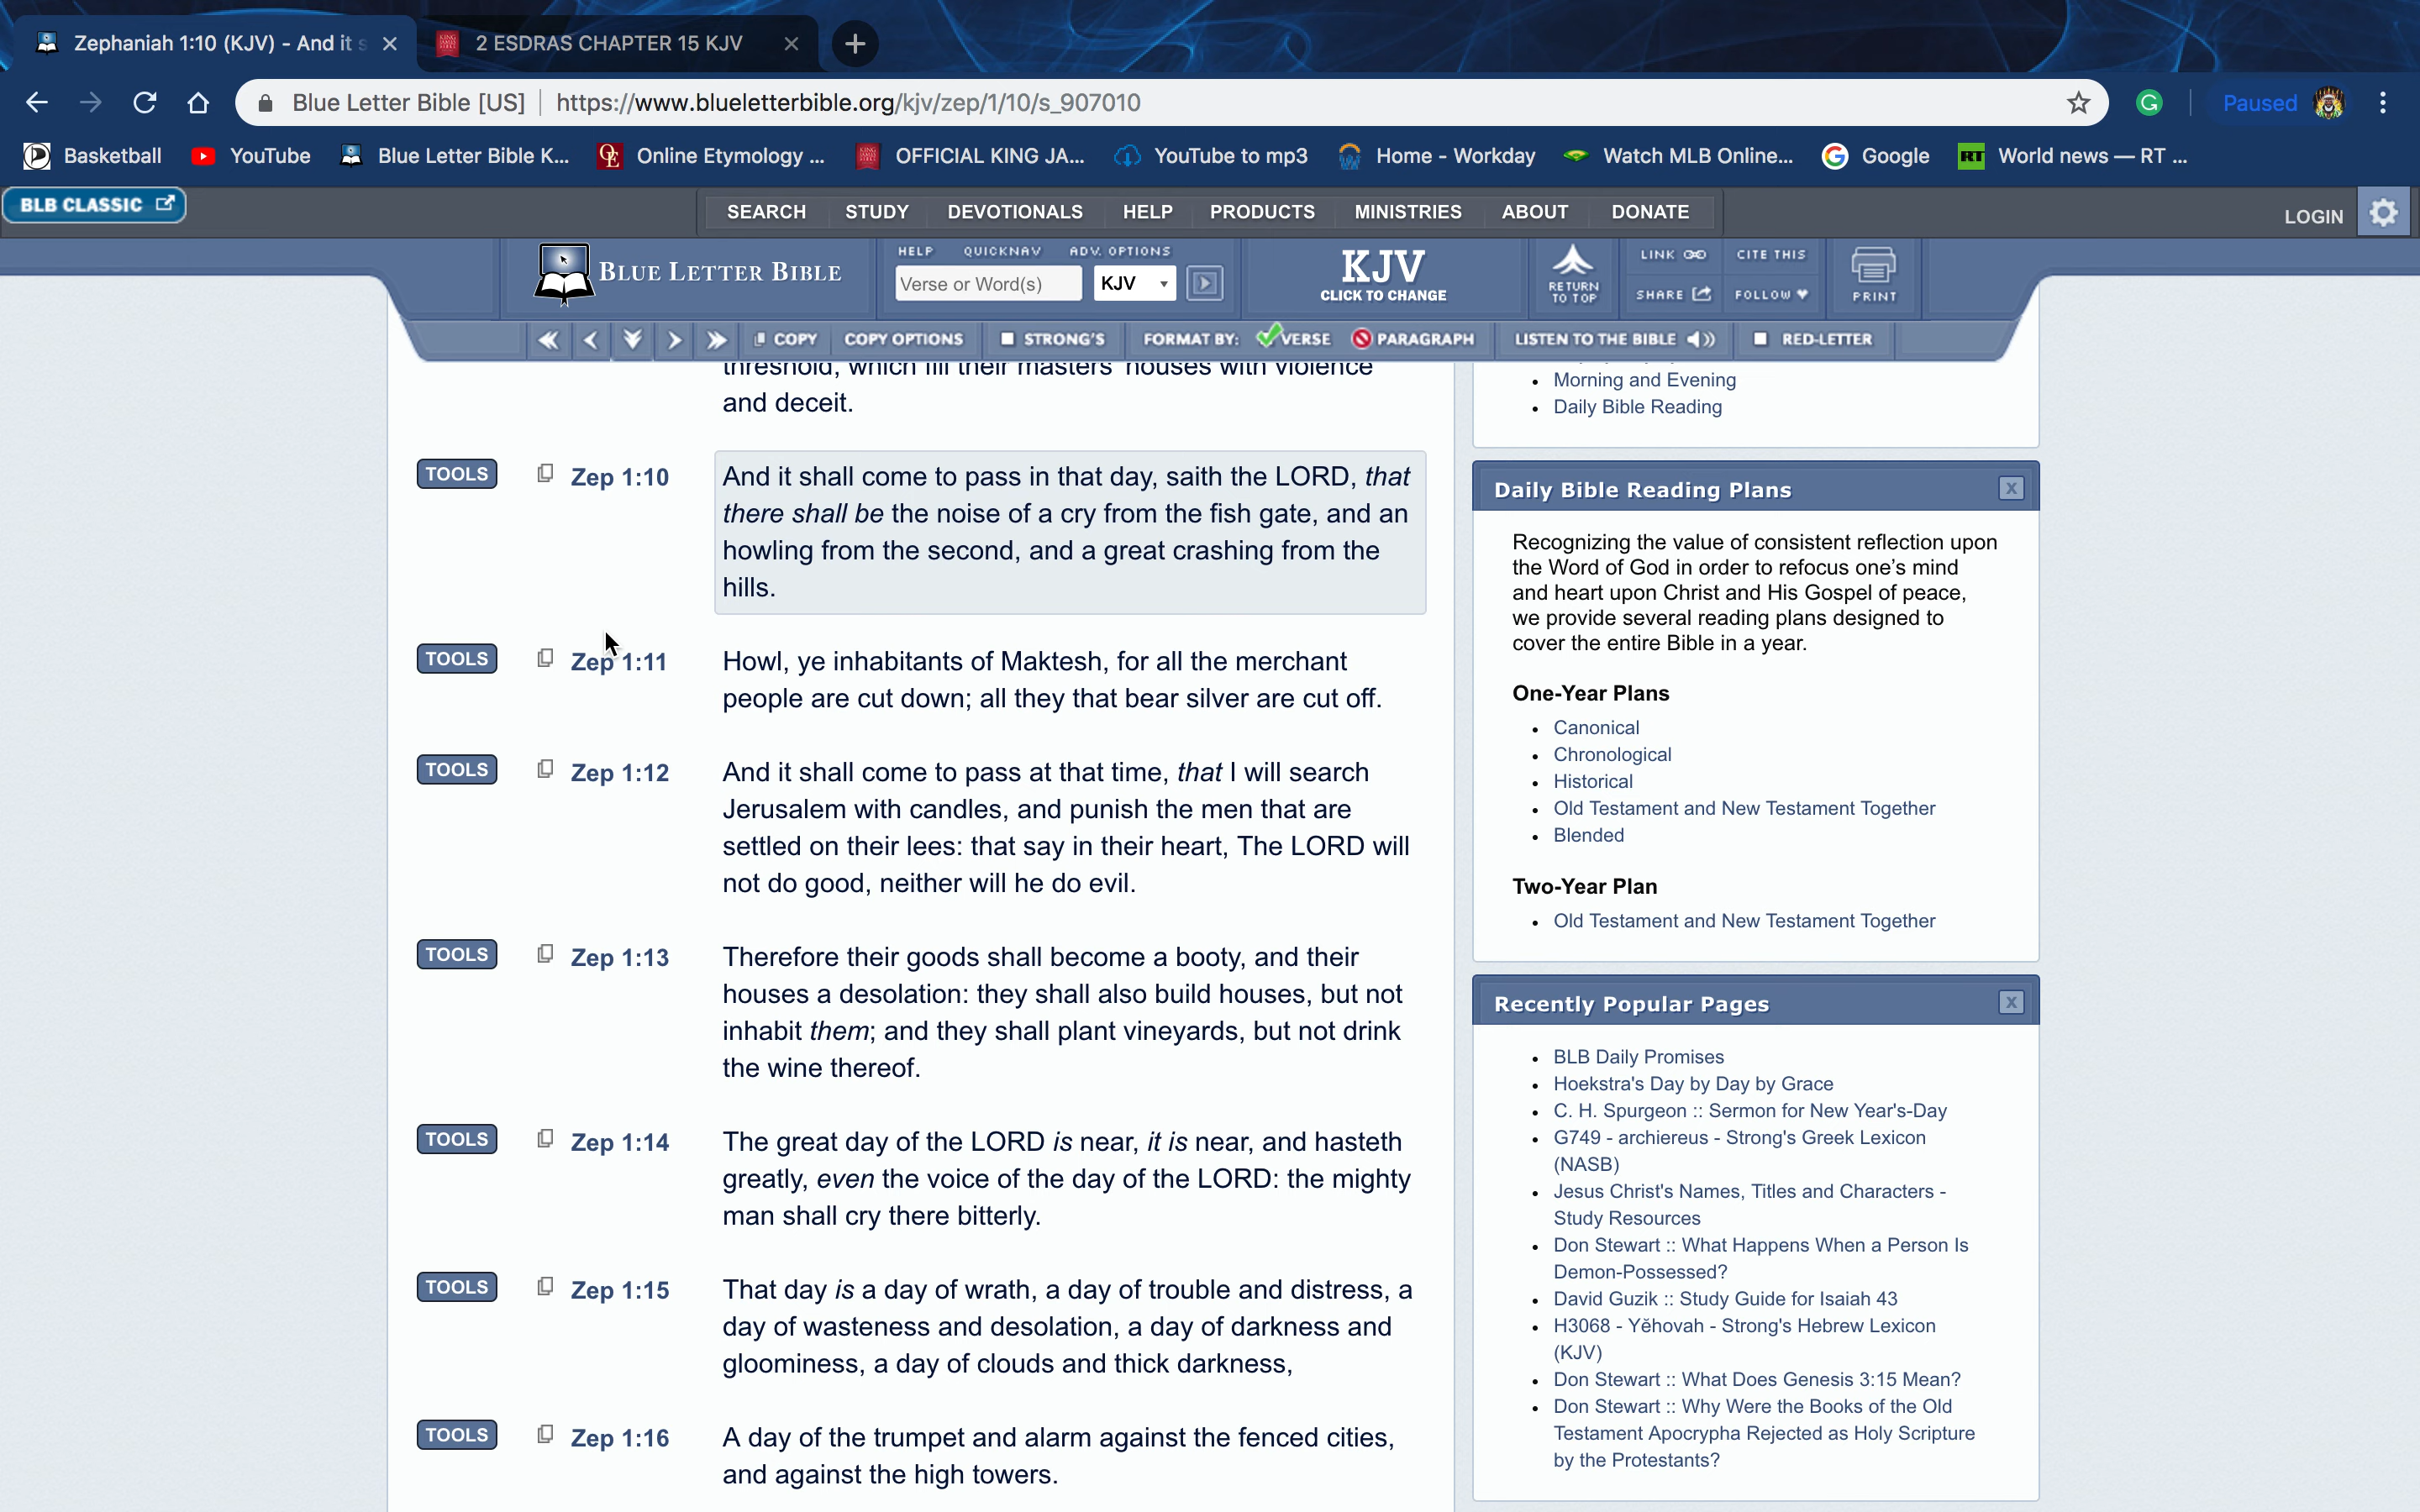 Zephaniah 1:10 (KJV) - And it s
2 ESDRAS CHAPTER 15 KJV
Blue Letter Bible [US] https://www.blueletterbible.org/kjv/zep/1/10/s_907010
Paused
Basketball YouTube Blue Letter Bible K... Online Etymology ... OFFICIAL KING JA... YouTube to mp3 Home - Workday Watch MLB Online... Google World news — RT ...
BLB CLASSIC
SEARCH STUDY DEVOTIONALS HELP PRODUCTS MINISTRIES ABOUT DONATE
LOGIN
BLUE LETTER BIBLE
HELP QUICKNAV ADV. OPTIONS
Verse or Word(s) KJV
KJV
CLICK TO CHANGE
RETURN
TO TOP
LINK CITE THIS
SHARE FOLLOW
PRINT
COPY COPY OPTIONS STRONG'S FORMAT BY: VERSE PARAGRAPH LISTEN TO THE BIBLE RED-LETTER
threshold, which fill their masters' houses with violence
and deceit.
TOOLS Zep 1:10 And it shall come to pass in that day, saith the LORD, that
there shall be the noise of a cry from the fish gate, and an
howling from the second, and a great crashing from the
hills.
TOOLS Zep 1:11 Howl, ye inhabitants of Maktesh, for all the merchant
people are cut down; all they that bear silver are cut off.
TOOLS Zep 1:12 And it shall come to pass at that time, that I will search
Jerusalem with candles, and punish the men that are
settled on their lees: that say in their heart, The LORD will
not do good, neither will he do evil.
TOOLS Zep 1:13 Therefore their goods shall become a booty, and their
houses a desolation: they shall also build houses, but not
inhabit them; and they shall plant vineyards, but not drink
the wine thereof.
TOOLS Zep 1:14 The great day of the LORD is near, it is near, and hasteth
greatly, even the voice of the day of the LORD: the mighty
man shall cry there bitterly.
TOOLS Zep 1:15 That day is a day of wrath, a day of trouble and distress, a
day of wasteness and desolation, a day of darkness and
gloominess, a day of clouds and thick darkness,
TOOLS Zep 1:16 A day of the trumpet and alarm against the fenced cities,
and against the high towers.
Morning and Evening
Daily Bible Reading
Daily Bible Reading Plans x
Recognizing the value of consistent reflection upon
the Word of God in order to refocus one's mind
and heart upon Christ and His Gospel of peace,
we provide several reading plans designed to
cover the entire Bible in a year.
One-Year Plans
Canonical
Chronological
Historical
Old Testament and New Testament Together
Blended
Two-Year Plan
Old Testament and New Testament Together
Recently Popular Pages x
BLB Daily Promises
Hoekstra's Day by Day by Grace
C. H. Spurgeon :: Sermon for New Year's-Day
G749 - archiereus - Strong's Greek Lexicon
(NASB)
Jesus Christ's Names, Titles and Characters -
Study Resources
Don Stewart :: What Happens When a Person Is
Demon-Possessed?
David Guzik :: Study Guide for Isaiah 43
H3068 - Yĕhovah - Strong's Hebrew Lexicon
(KJV)
Don Stewart :: What Does Genesis 3:15 Mean?
Don Stewart :: Why Were the Books of the Old
Testament Apocrypha Rejected as Holy Scripture
by the Protestants?